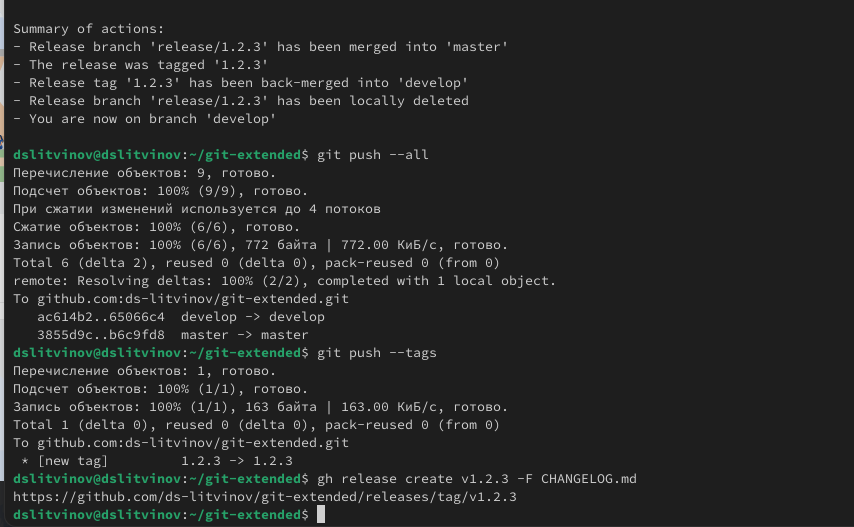 Summary of actions:
- Release branch 'release/1.2.3' has been merged into 'master'
- The release was tagged '1.2.3'
- Release tag '1.2.3' has been back-merged into 'develop'
- Release branch 'release/1.2.3' has been locally deleted
- You are now on branch 'develop'
dslitvinov@dslitvinov:~/git-extended$ git push --all
Перечисление объектов: 9, готово.
Подсчет объектов: 100% (9/9), готово.
При сжатии изменений используется до 4 потоков
Сжатие объектов: 100% (6/6), готово.
Запись объектов: 100% (6/6), 772 байта | 772.00 КиБ/с, готово.
Total 6 (delta 2), reused 0 (delta 0), pack-reused 0 (from 0)
remote: Resolving deltas: 100% (2/2), completed with 1 local object.
To github.com:ds-litvinov/git-extended.git
   ac614b2..65066c4  develop -> develop
   3855d9c..b6c9fd8  master -> master
dslitvinov@dslitvinov:~/git-extended$ git push --tags
Перечисление объектов: 1, готово.
Подсчет объектов: 100% (1/1), готово.
Запись объектов: 100% (1/1), 163 байта | 163.00 КиБ/с, готово.
Total 1 (delta 0), reused 0 (delta 0), pack-reused 0 (from 0)
To github.com:ds-litvinov/git-extended.git
 * [new tag]         1.2.3 -> 1.2.3
dslitvinov@dslitvinov:~/git-extended$ gh release create v1.2.3 -F CHANGELOG.md
https://github.com/ds-litvinov/git-extended/releases/tag/v1.2.3
dslitvinov@dslitvinov:~/git-extended$